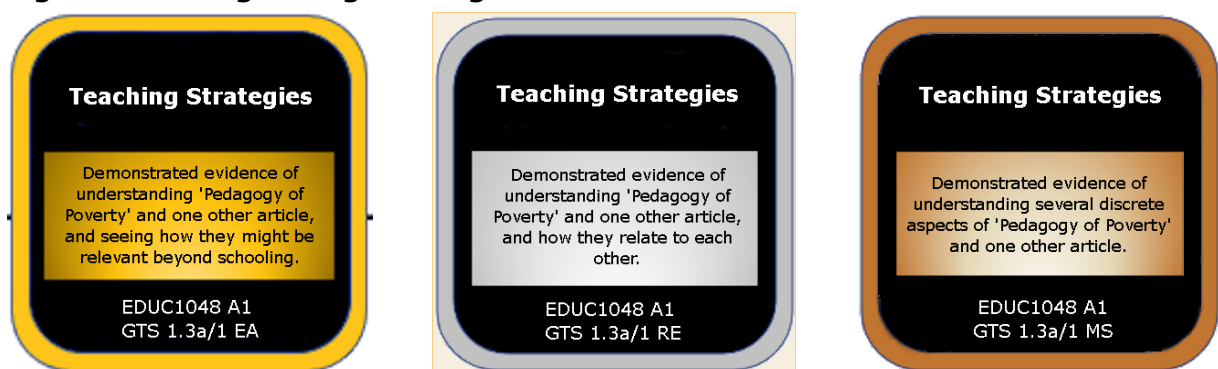 Teaching Strategies
Demonstrated evidence of
understanding 'Pedagogy of
Poverty' and one other article,
and seeing how they might be
relevant beyond schooling.
EDUC1048 A1
GTS 1.3a/1 EA
Teaching Strategies
Demonstrated evidence of
understanding 'Pedagogy of
Poverty' and one other article,
and how they relate to each
other.
EDUC1048 A1
GTS 1.3a/1 RE
Teaching Strategies
Demonstrated evidence of
understanding several discrete
aspects of 'Pedagogy of Poverty'
and one other article.
EDUC1048 A1
GTS 1.3a/1 MS